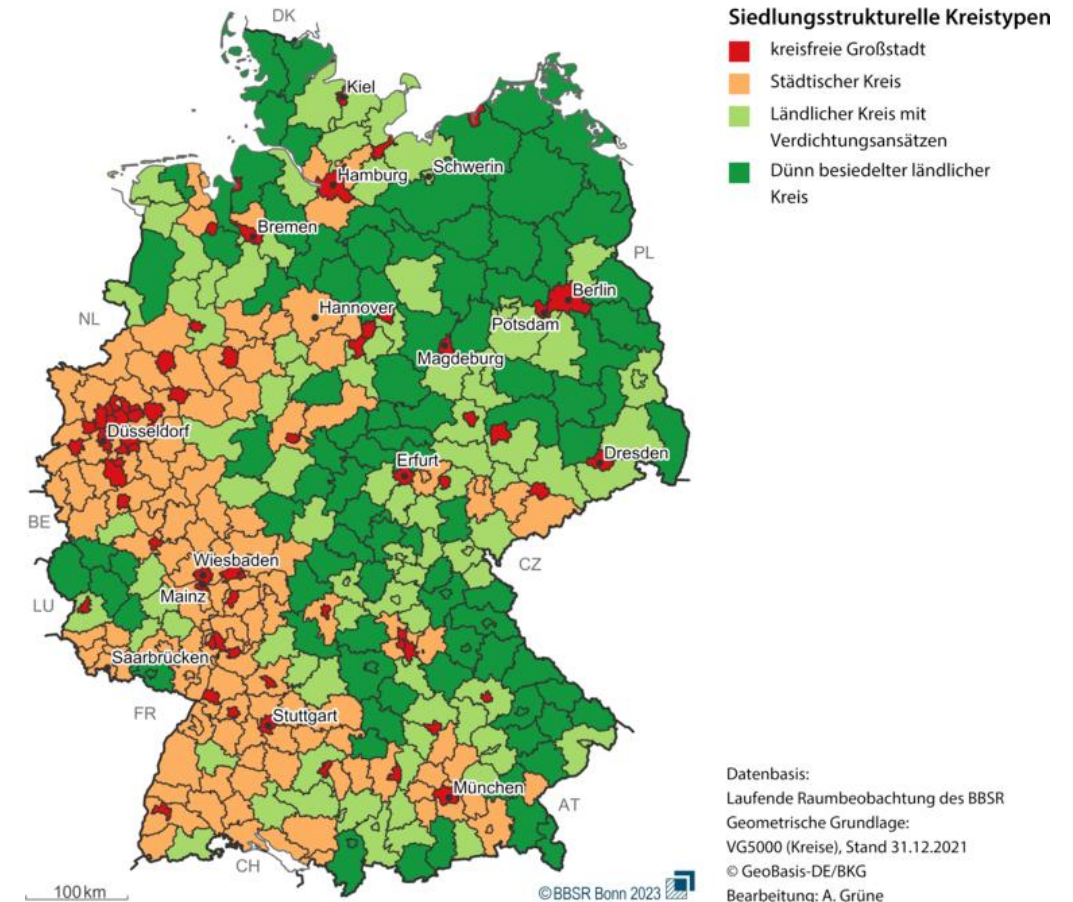 Siedlungsstrukturelle Kreistypen
kreisfreie Großstadt
Städtischer Kreis
Ländlicher Kreis mit
Verdichtungsansätzen
Dünn besiedelter ländlicher
Kreis
DK
Kiel
Schwerin
Hamburg
Bremen
PL
Berlin
Hannover
NL
Potsdam
Magdeburg
Düsseldorf
Dresden
Erfurt
BE
Wiesbaden
CZ
Mainz
LU
Saarbrücken
FR
Stuttgart
München
AT
CH
100 km
© BBSR Bonn 2023
Datenbasis:
Laufende Raumbeobachtung des BBSR
Geometrische Grundlage:
VG5000 (Kreise), Stand 31.12.2021
© GeoBasis-DE/BKG
Bearbeitung: A. Grüne